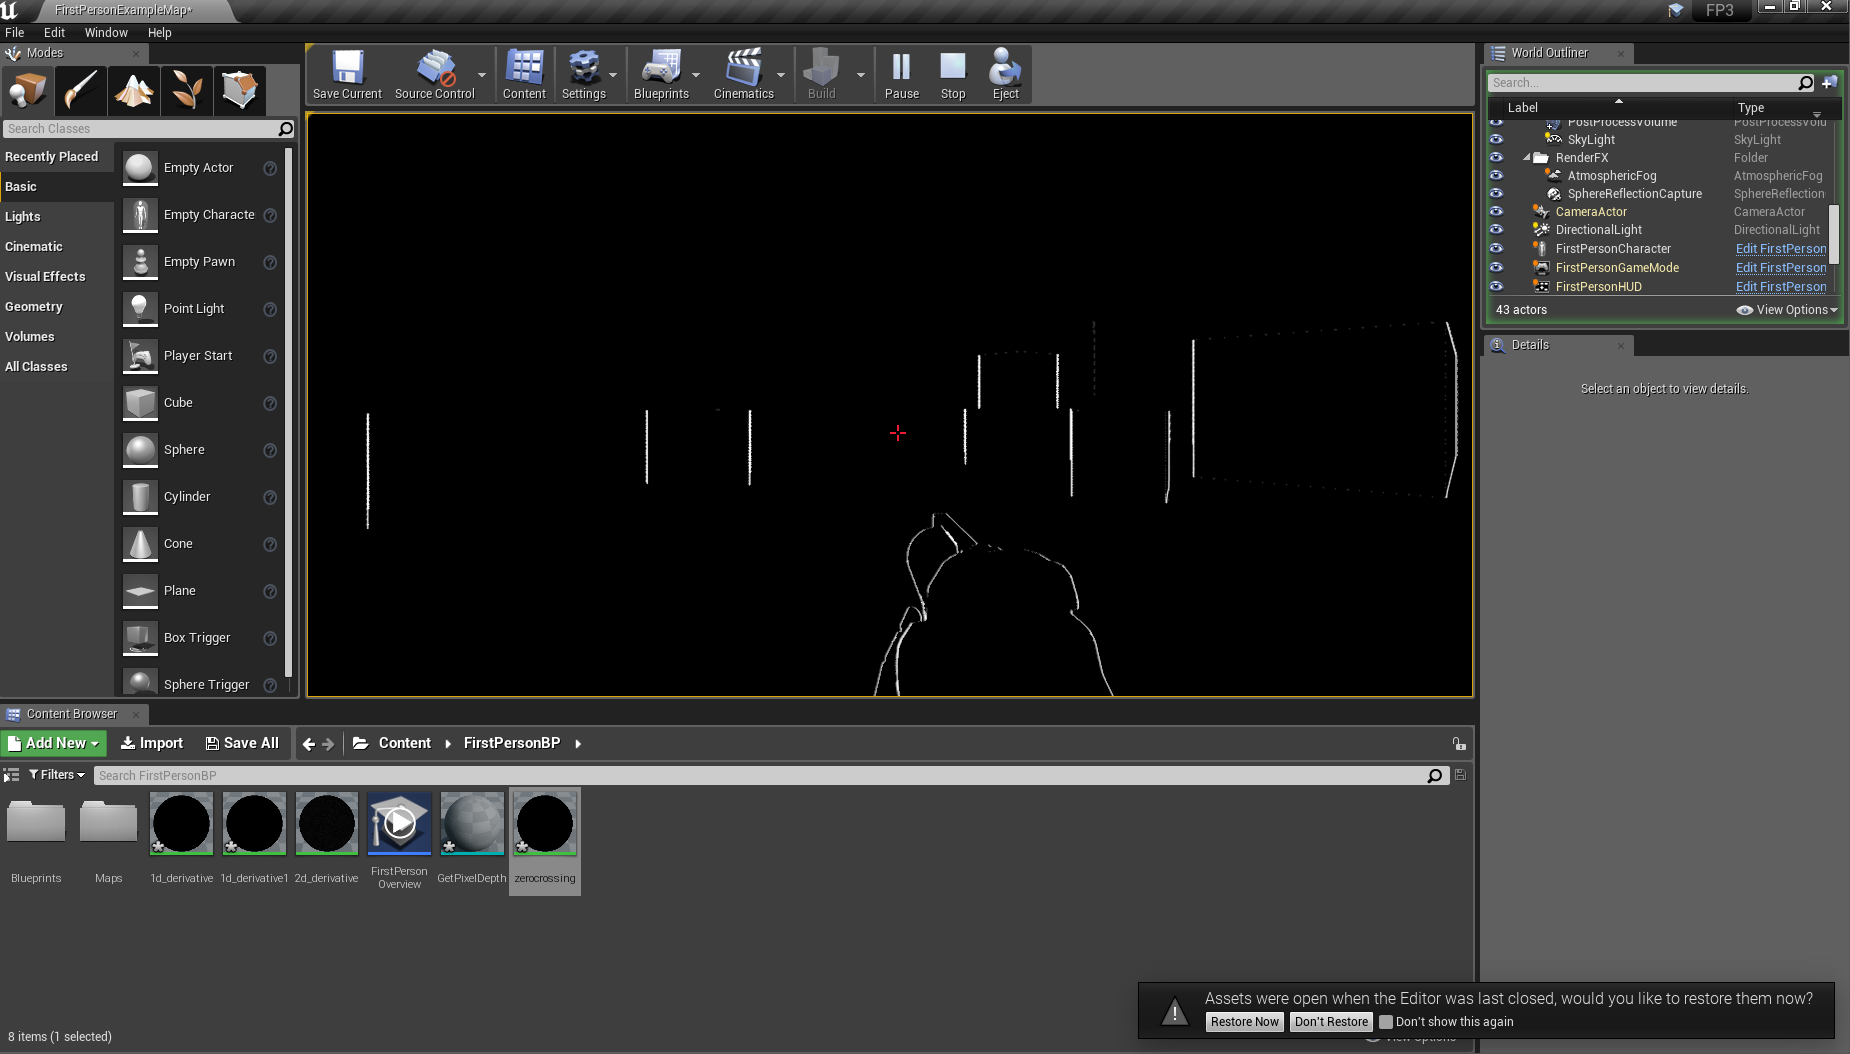 FirstPersonExampleMap*
FP3
File Edit Window Help
Modes
Search Classes
Recently Placed
Basic
Lights
Cinematic
Visual Effects
Geometry
Volumes
All Classes
Empty Actor
Empty Characte
Empty Pawn
Point Light
Player Start
Cube
Sphere
Cylinder
Cone
Plane
Box Trigger
Sphere Trigger
Save Current Source Control Content Settings Blueprints Cinematics Build Pause Stop Eject
World Outliner
Search...
Label Type
PostProcessVolume PostProcessVolu
SkyLight SkyLight
RenderFX Folder
AtmosphericFog AtmosphericFog
SphereReflectionCapture SphereReflection
CameraActor CameraActor
DirectionalLight DirectionalLight
FirstPersonCharacter Edit FirstPerson
FirstPersonGameMode Edit FirstPerson
FirstPersonHUD Edit FirstPerson
43 actors View Options
Details
Select an object to view details.
Content Browser
Add New Import Save All Content FirstPersonBP
Filters Search FirstPersonBP
Blueprints Maps 1d_derivative 1d_derivative1 2d_derivative FirstPerson Overview GetPixelDepth zerocrossing
8 items (1 selected)
Assets were open when the Editor was last closed, would you like to restore them now?
Restore Now Don't Restore Don't show this again
View Options